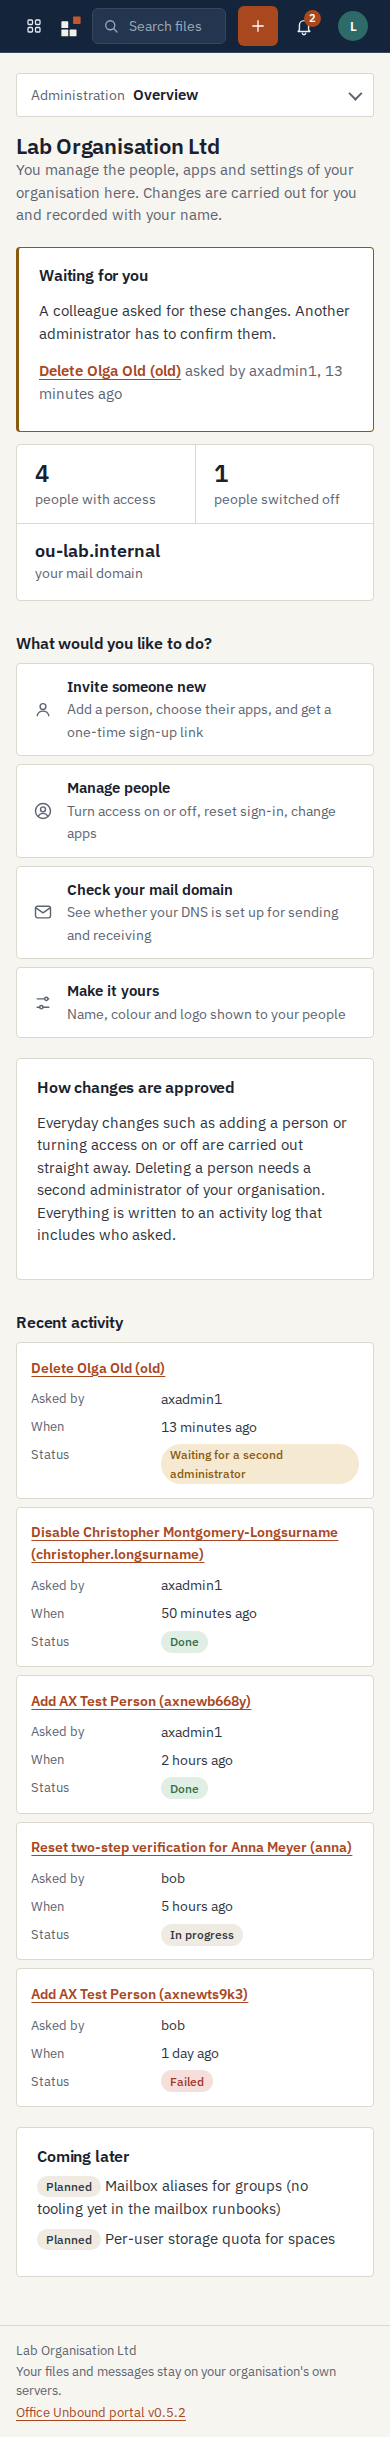 Search files
2
L
Administration Overview
Lab Organisation Ltd
You manage the people, apps and settings of your
organisation here. Changes are carried out for you
and recorded with your name.
Waiting for you
A colleague asked for these changes. Another
administrator has to confirm them.
Delete Olga Old (old) asked by axadmin1, 13
minutes ago
4
people with access
1
people switched off
ou-lab.internal
your mail domain
What would you like to do?
Invite someone new
Add a person, choose their apps, and get a
one-time sign-up link
Manage people
Turn access on or off, reset sign-in, change
apps
Check your mail domain
See whether your DNS is set up for sending
and receiving
Make it yours
Name, colour and logo shown to your people
How changes are approved
Everyday changes such as adding a person or
turning access on or off are carried out
straight away. Deleting a person needs a
second administrator of your organisation.
Everything is written to an activity log that
includes who asked.
Recent activity
Delete Olga Old (old)
Asked by axadmin1
When 13 minutes ago
Status Waiting for a second
administrator
Disable Christopher Montgomery-Longsurname
(christopher.longsurname)
Asked by axadmin1
When 50 minutes ago
Status Done
Add AX Test Person (axnewb668y)
Asked by axadmin1
When 2 hours ago
Status Done
Reset two-step verification for Anna Meyer (anna)
Asked by bob
When 5 hours ago
Status In progress
Add AX Test Person (axnewts9k3)
Asked by bob
When 1 day ago
Status Failed
Coming later
Planned Mailbox aliases for groups (no
tooling yet in the mailbox runbooks)
Planned Per-user storage quota for spaces
Lab Organisation Ltd
Your files and messages stay on your organisation's own
servers.
Office Unbound portal v0.5.2